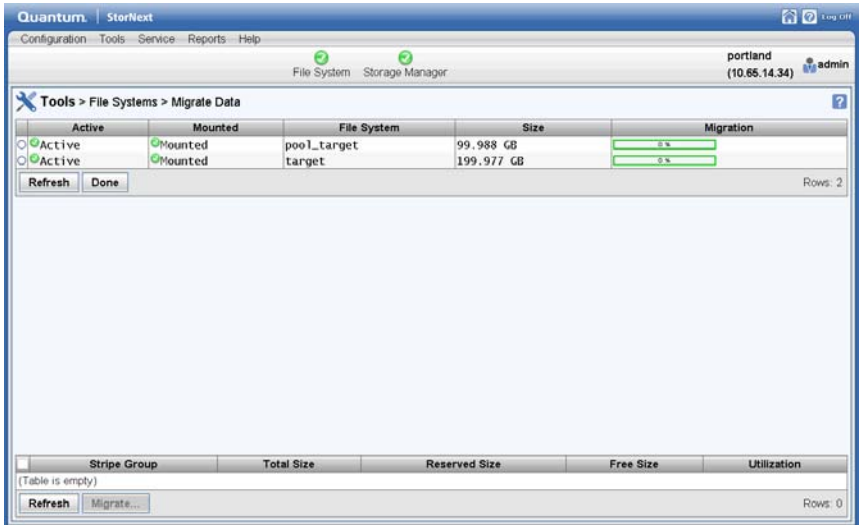 Quantum. StorNext Log Off
Configuration Tools Service Reports Help
File System Storage Manager
portland
(10.65.14.34)
admin
Tools > File Systems > Migrate Data
Active Mounted File System Size Migration
Active Mounted pool_target 99.988 GB 0 %
Active Mounted target 199.977 GB 0 %
Refresh Done Rows: 2
Stripe Group Total Size Reserved Size Free Size Utilization
(Table is empty)
Refresh Migrate... Rows: 0